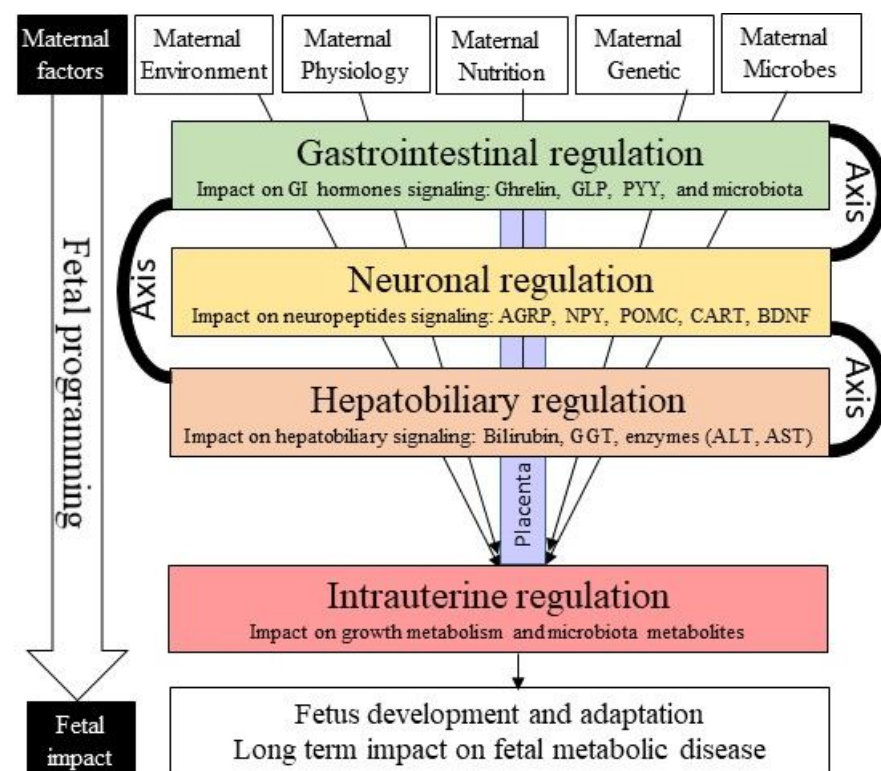 Maternal
factors
Maternal
Environment
Maternal
Physiology
Maternal
Nutrition
Maternal
Genetic
Maternal
Microbes
Gastrointestinal regulation
Impact on GI hormones signaling: Ghrelin, GLP, PYY, and microbiota
Axis
Neuronal regulation
Impact on neuropeptides signaling: AGRP, NPY, POMC, CART, BDNF
Axis
Hepatobiliary regulation
Impact on hepatobiliary signaling: Bilirubin, GGT, enzymes (ALT, AST)
Axis
Fetal programming
Placenta
Intrauterine regulation
Impact on growth metabolism and microbiota metabolites
Fetal
impact
Fetus development and adaptation
Long term impact on fetal metabolic disease